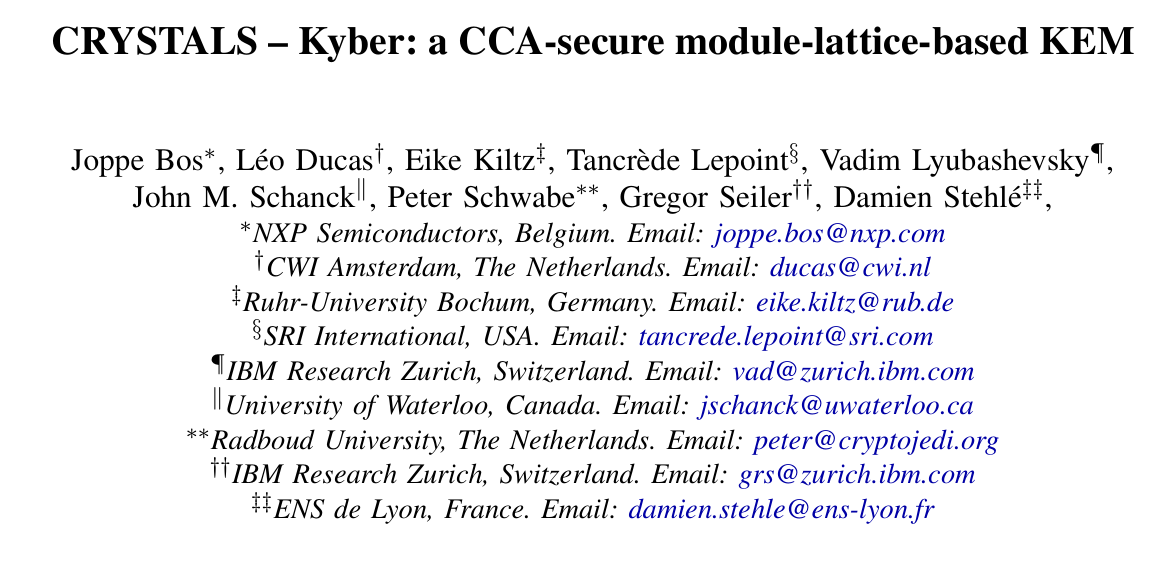 CRYSTALS – Kyber: a CCA-secure module-lattice-based KEM
Joppe Bos*, Léo Ducas†, Eike Kiltz‡, Tancrède Lepoint§, Vadim Lyubashevsky¶,
John M. Schanck‖, Peter Schwabe**, Gregor Seiler††, Damien Stehlé‡‡,
*NXP Semiconductors, Belgium. Email: joppe.bos@nxp.com
†CWI Amsterdam, The Netherlands. Email: ducas@cwi.nl
‡Ruhr-University Bochum, Germany. Email: eike.kiltz@rub.de
§SRI International, USA. Email: tancrede.lepoint@sri.com
¶IBM Research Zurich, Switzerland. Email: vad@zurich.ibm.com
‖University of Waterloo, Canada. Email: jschanck@uwaterloo.ca
**Radboud University, The Netherlands. Email: peter@cryptojedi.org
††IBM Research Zurich, Switzerland. Email: grs@zurich.ibm.com
‡‡ENS de Lyon, France. Email: damien.stehle@ens-lyon.fr